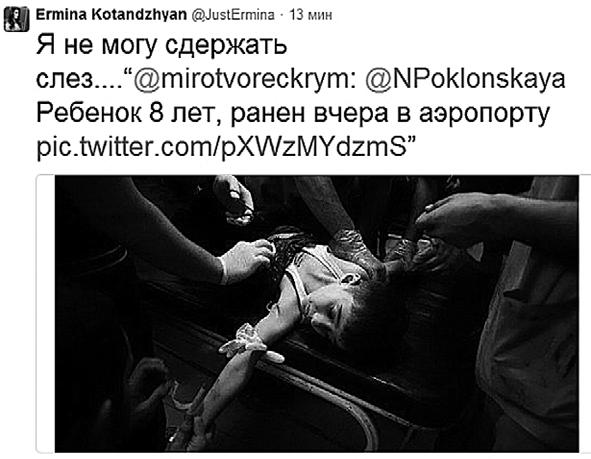 Ermina Kotandzhyan @JustErmina · 13 мин
Я не могу сдержать
слез....“@mirotvoreckrym: @NPoklonskaya
Ребенок 8 лет, ранен вчера в аэропорту
pic.twitter.com/pXWzMYdzmS”